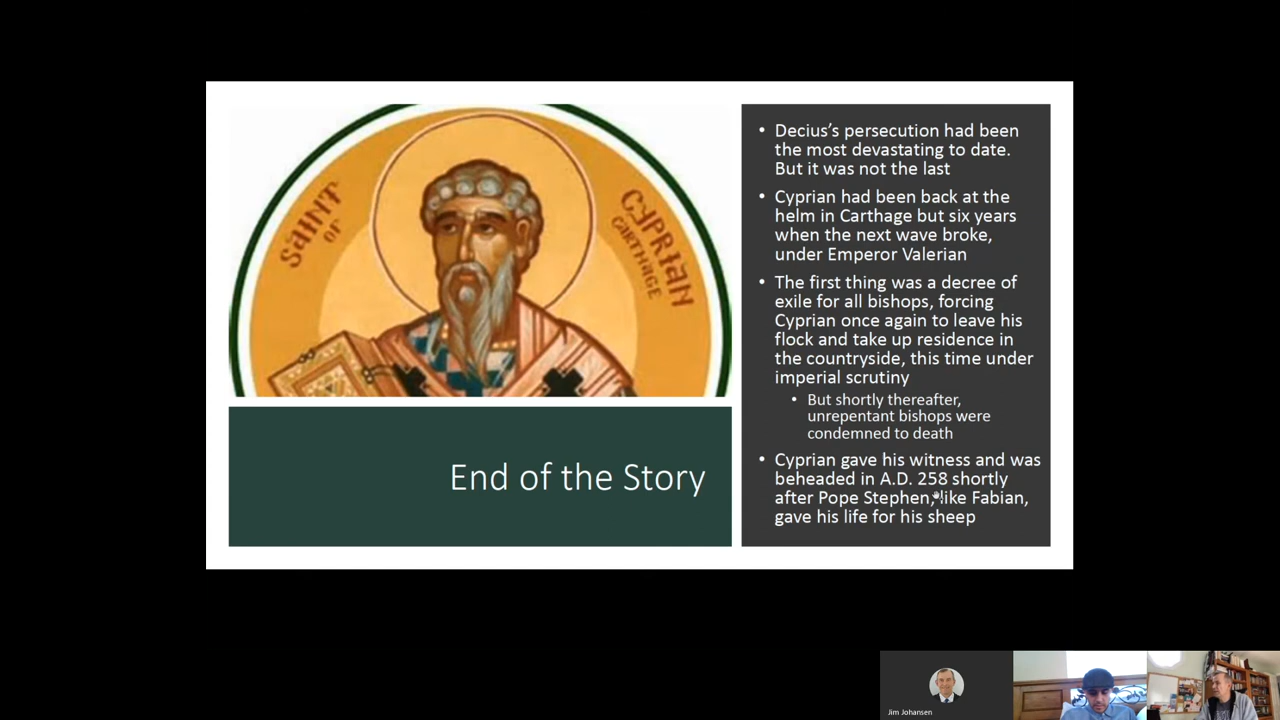 SAINT
OF
CYPRIAN
CARTHAGE
End of the Story
• Decius's persecution had been
the most devastating to date.
But it was not the last
• Cyprian had been back at the
helm in Carthage but six years
when the next wave broke,
under Emperor Valerian
• The first thing was a decree of
exile for all bishops, forcing
Cyprian once again to leave his
flock and take up residence in
the countryside, this time under
imperial scrutiny
• But shortly thereafter,
unrepentant bishops were
condemned to death
• Cyprian gave his witness and was
beheaded in A.D. 258 shortly
after Pope Stephen, like Fabian,
gave his life for his sheep
Jim Johansen